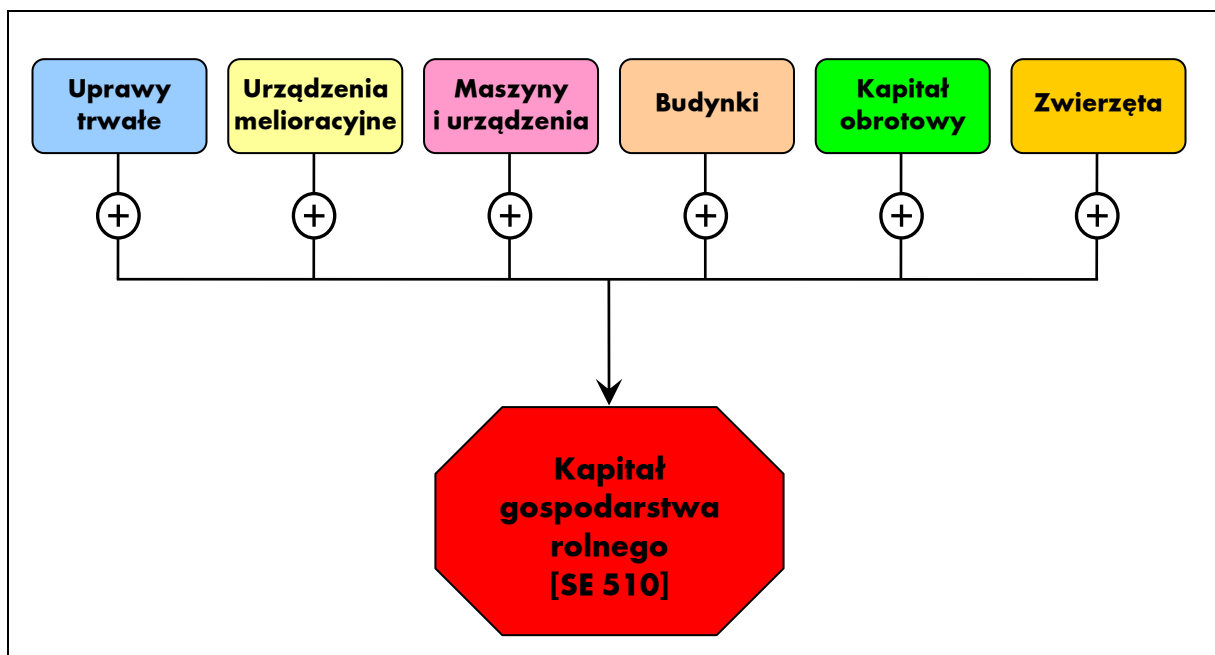 Uprawy
trwałe
Urządzenia
melioracyjne
Maszyny
i urządzenia
Budynki
Kapitał
obrotowy
Zwierzęta
+ + + + + +
Kapitał
gospodarstwa
rolnego
[SE 510]